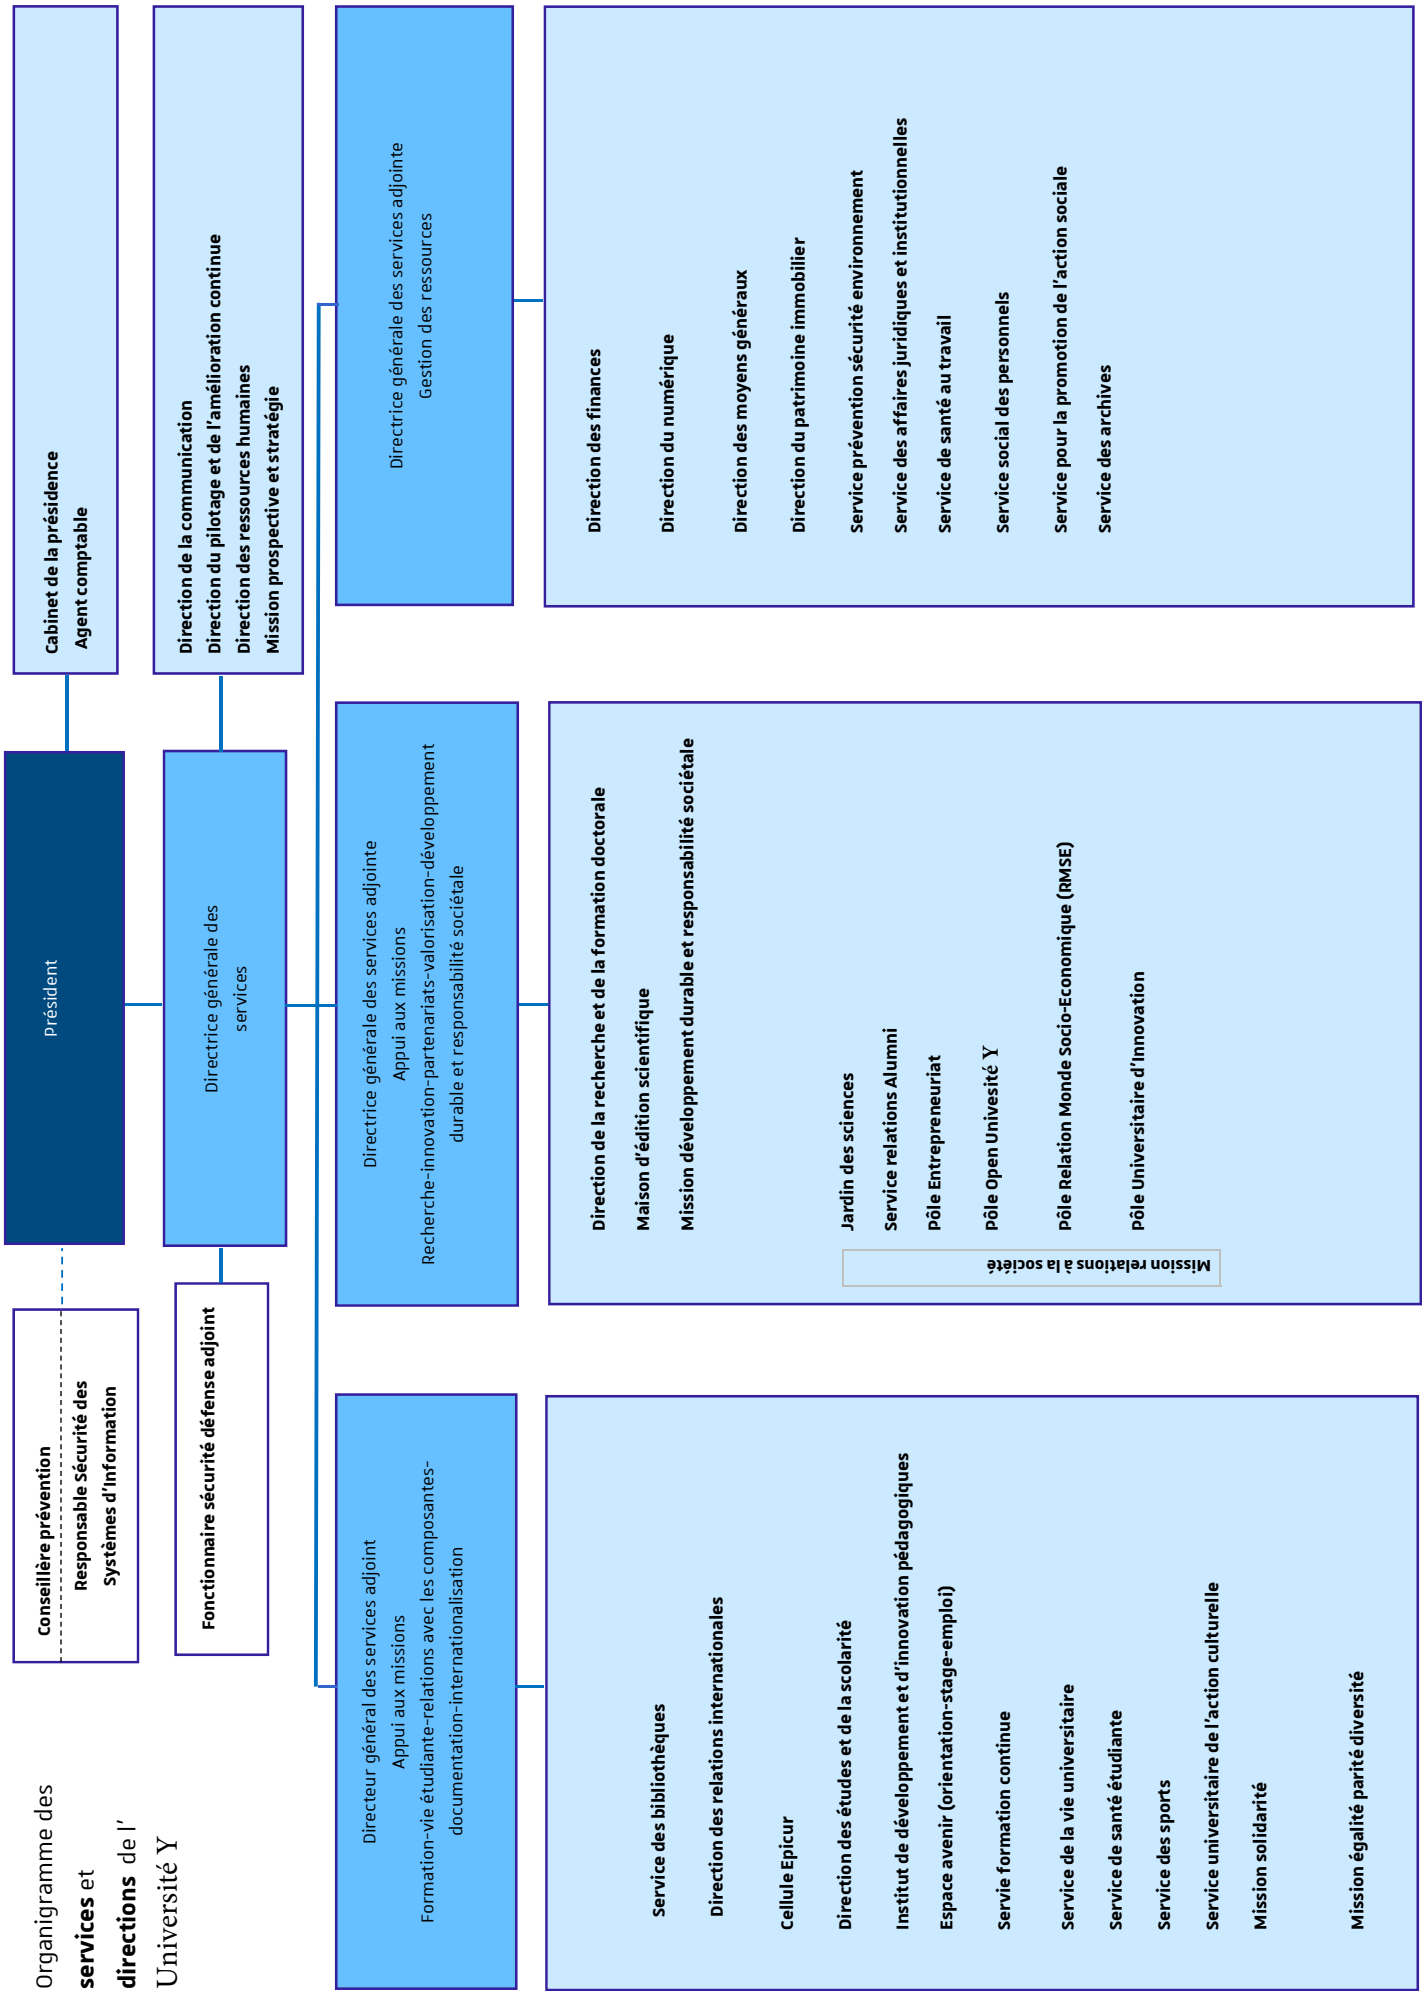 Organigramme des
services et
directions de l'
Université Y
Conseillère prévention
Responsable Sécurité des
Systèmes d'Information
Président
Cabinet de la présidence
Agent comptable
Fonctionnaire sécurité défense adjoint
Directrice générale des
services
Direction de la communication
Direction du pilotage et de l'amélioration continue
Direction des ressources humaines
Mission prospective et stratégie
Directeur général des services adjoint
Appui aux missions
Formation-vie étudiante-relations avec les composantes-
documentation-internationalisation
Directrice générale des services adjointe
Appui aux missions
Recherche-innovation-partenariats-valorisation-développement
durable et responsabilité sociétale
Directrice générale des services adjointe
Gestion des ressources
Service des bibliothèques
Direction des relations internationales
Cellule Epicur
Direction des études et de la scolarité
Institut de développement et d'innovation pédagogiques
Espace avenir (orientation-stage-emploi)
Servie formation continue
Service de la vie universitaire
Service de santé étudiante
Service des sports
Service universitaire de l'action culturelle
Mission solidarité
Mission égalité parité diversité
Direction de la recherche et de la formation doctorale
Maison d'édition scientifique
Mission développement durable et responsabilité sociétale
Mission relations à la société
Jardin des sciences
Service relations Alumni
Pôle Entrepreneuriat
Pôle Open Univesité Y
Pôle Relation Monde Socio-Economique (RMSE)
Pôle Universitaire d'Innovation
Direction des finances
Direction du numérique
Direction des moyens généraux
Direction du patrimoine immobilier
Service prévention sécurité environnement
Service des affaires juridiques et institutionnelles
Service de santé au travail
Service social des personnels
Service pour la promotion de l'action sociale
Service des archives